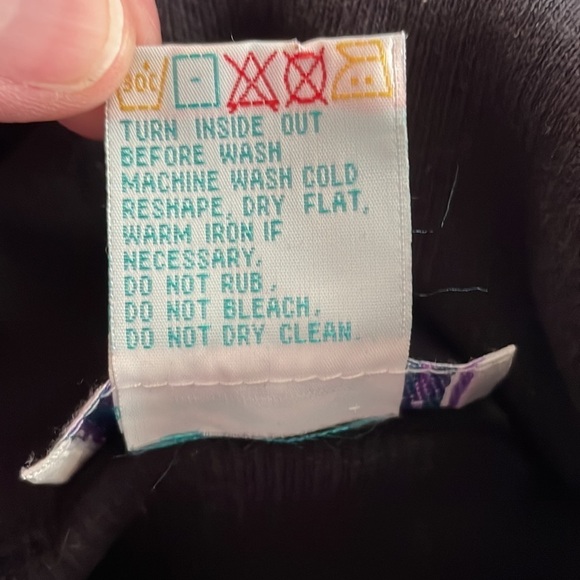 30C
TURN INSIDE OUT
BEFORE WASH
MACHINE WASH COLD
RESHAPE, DRY FLAT,
WARM IRON IF
NECESSARY.
DO NOT RUB,
DO NOT BLEACH,
DO NOT DRY CLEAN.